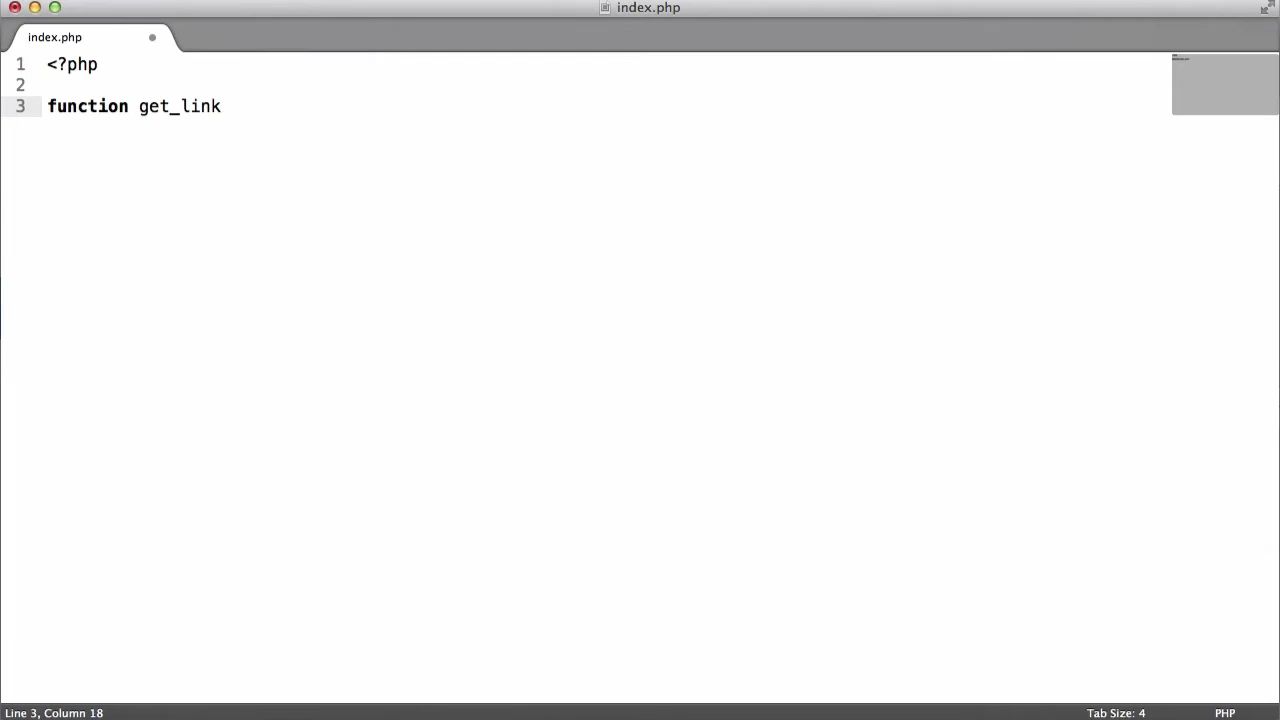 index.php
index.php
1 <?php
2
3 function get_link
Line 3, Column 18
Tab Size: 4
PHP